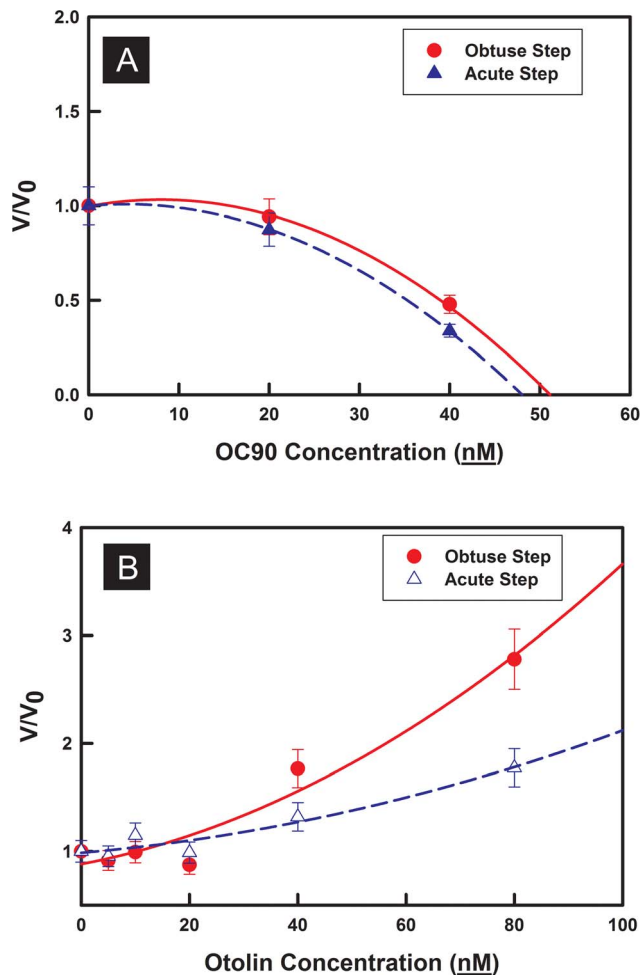 2.0
A
Obtuse Step
Acute Step
1.5
V/V0
1.0
0.5
0.0
0 10 20 30 40 50 60
OC90 Concentration (nM)
4
B
Obtuse Step
Acute Step
3
V/V0
2
1
0 20 40 60 80 100
Otolin Concentration (nM)